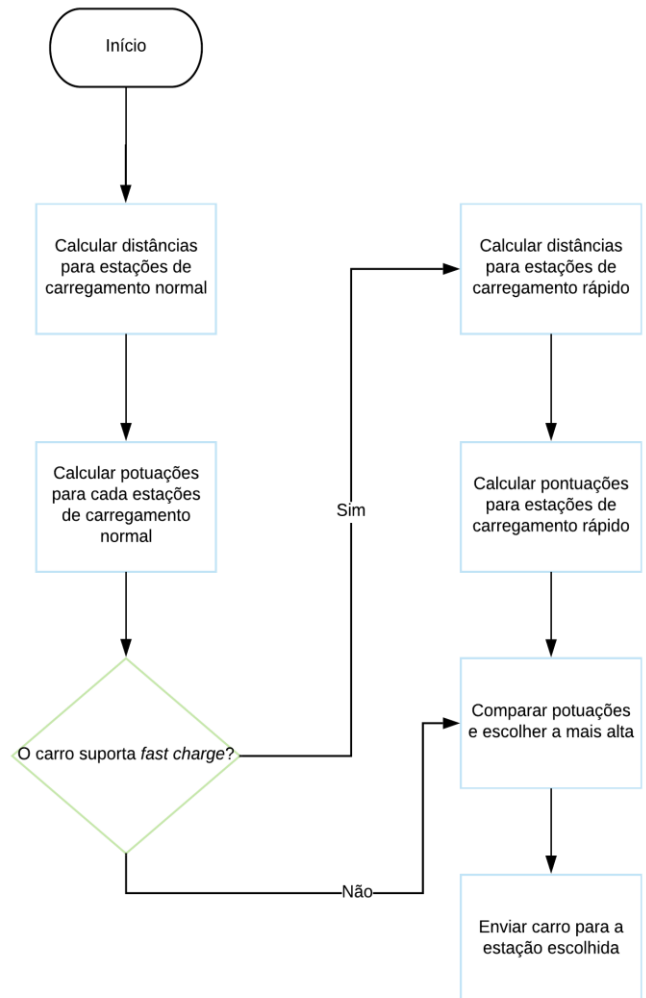 Início
Calcular distâncias
para estações de
carregamento normal
Calcular potuações
para cada estações
de carregamento
normal
O carro suporta fast charge?
Sim
Não
Calcular distâncias
para estações de
carregamento rápido
Calcular pontuações
para estações de
carregamento rápido
Comparar potuações
e escolher a mais alta
Enviar carro para a
estação escolhida